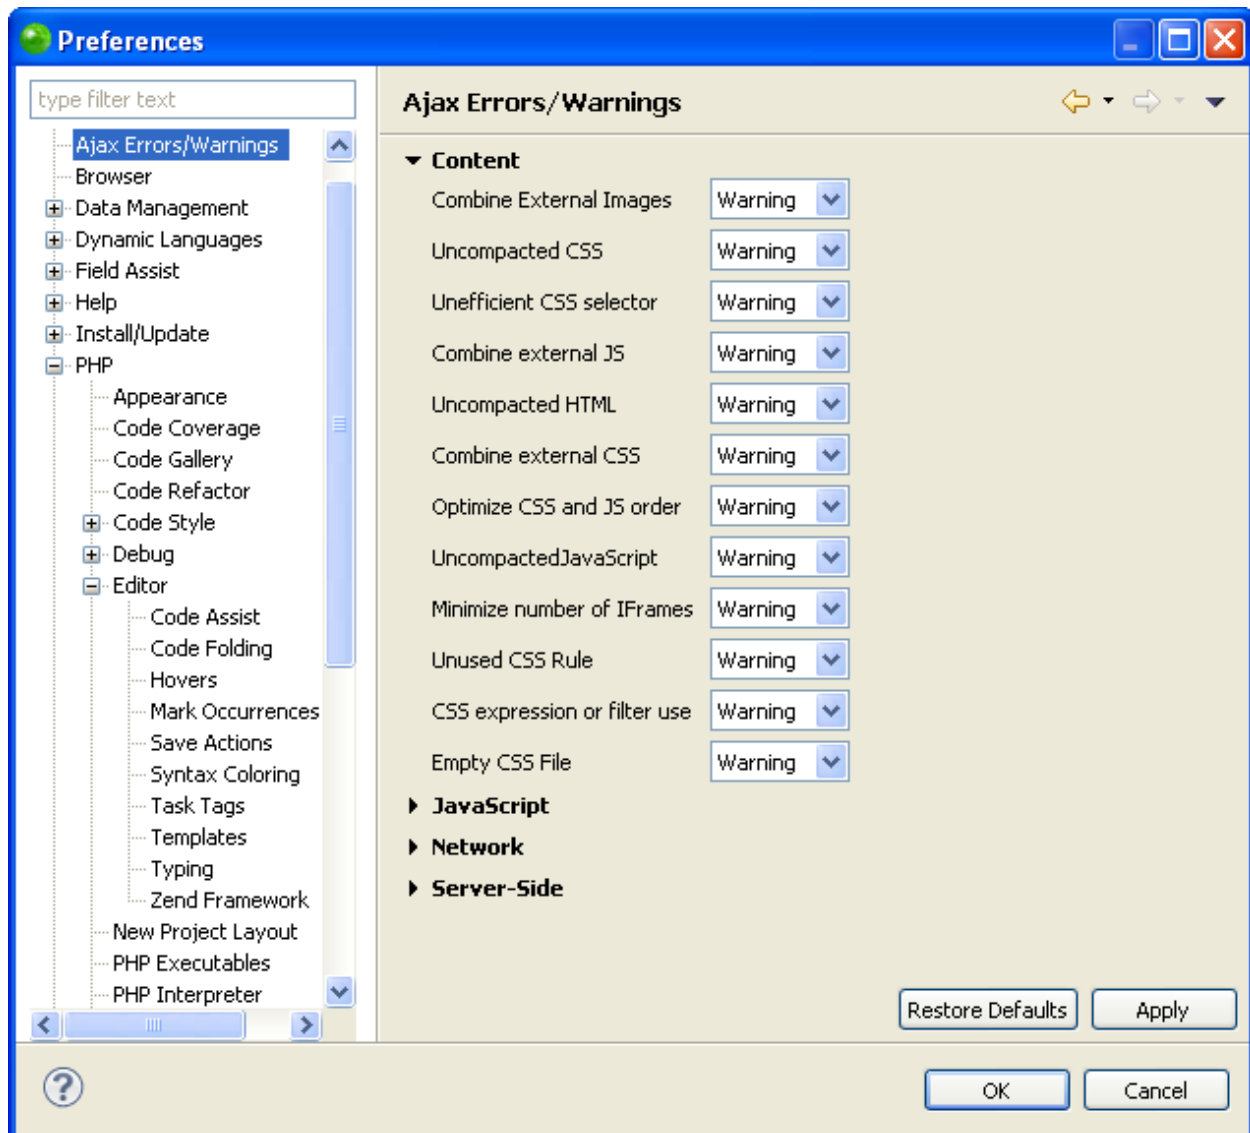 Preferences
type filter text
Ajax Errors/Warnings
Browser
Data Management
Dynamic Languages
Field Assist
Help
Install/Update
PHP
Appearance
Code Coverage
Code Gallery
Code Refactor
Code Style
Debug
Editor
Code Assist
Code Folding
Hovers
Mark Occurrences
Save Actions
Syntax Coloring
Task Tags
Templates
Typing
Zend Framework
New Project Layout
PHP Executables
PHP Interpreter
Ajax Errors/Warnings
Content
Combine External Images Warning
Uncompacted CSS Warning
Unefficient CSS selector Warning
Combine external JS Warning
Uncompacted HTML Warning
Combine external CSS Warning
Optimize CSS and JS order Warning
UncompactedJavaScript Warning
Minimize number of IFrames Warning
Unused CSS Rule Warning
CSS expression or filter use Warning
Empty CSS File Warning
JavaScript
Network
Server-Side
Restore Defaults Apply
? OK Cancel